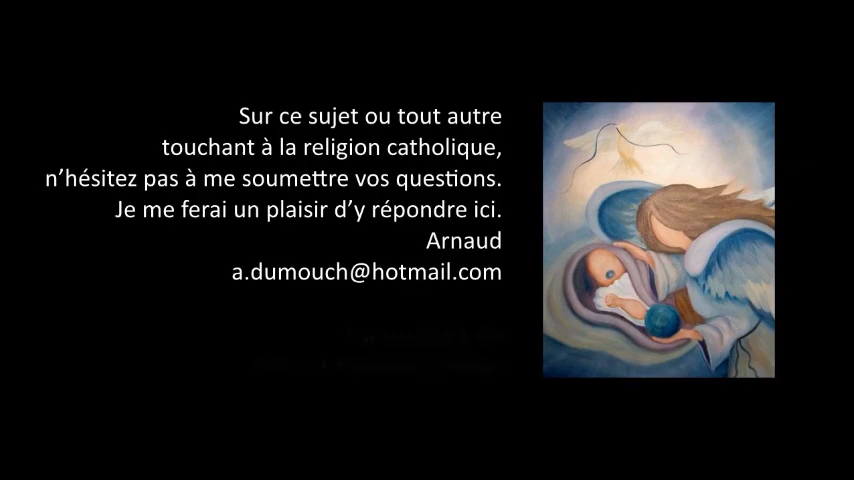 Sur ce sujet ou tout autre
touchant à la religion catholique,
n’hésitez pas à me soumettre vos questions.
Je me ferai un plaisir d’y répondre ici.
Arnaud
a.dumouch@hotmail.com